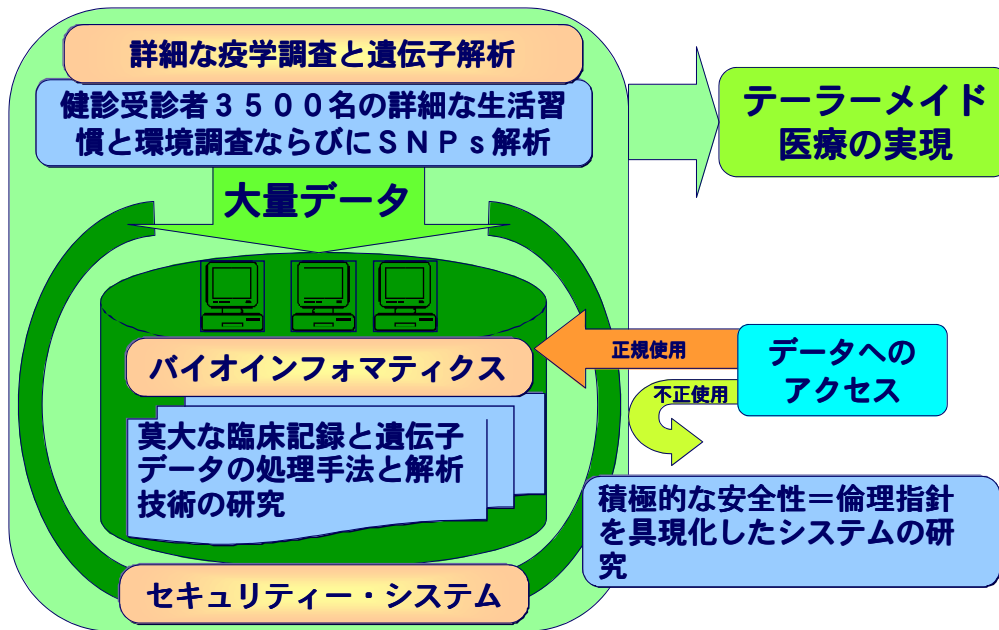 詳細な疫学調査と遺伝子解析
健診受診者３５００名の詳細な生活習
慣と環境調査ならびにＳＮＰｓ解析
大量データ
テーラーメイド
医療の実現
バイオインフォマティクス
莫大な臨床記録と遺伝子
データの処理手法と解析
技術の研究
正規使用
不正使用
データへの
アクセス
積極的な安全性＝倫理指針
を具現化したシステムの研
究
セキュリティー・システム